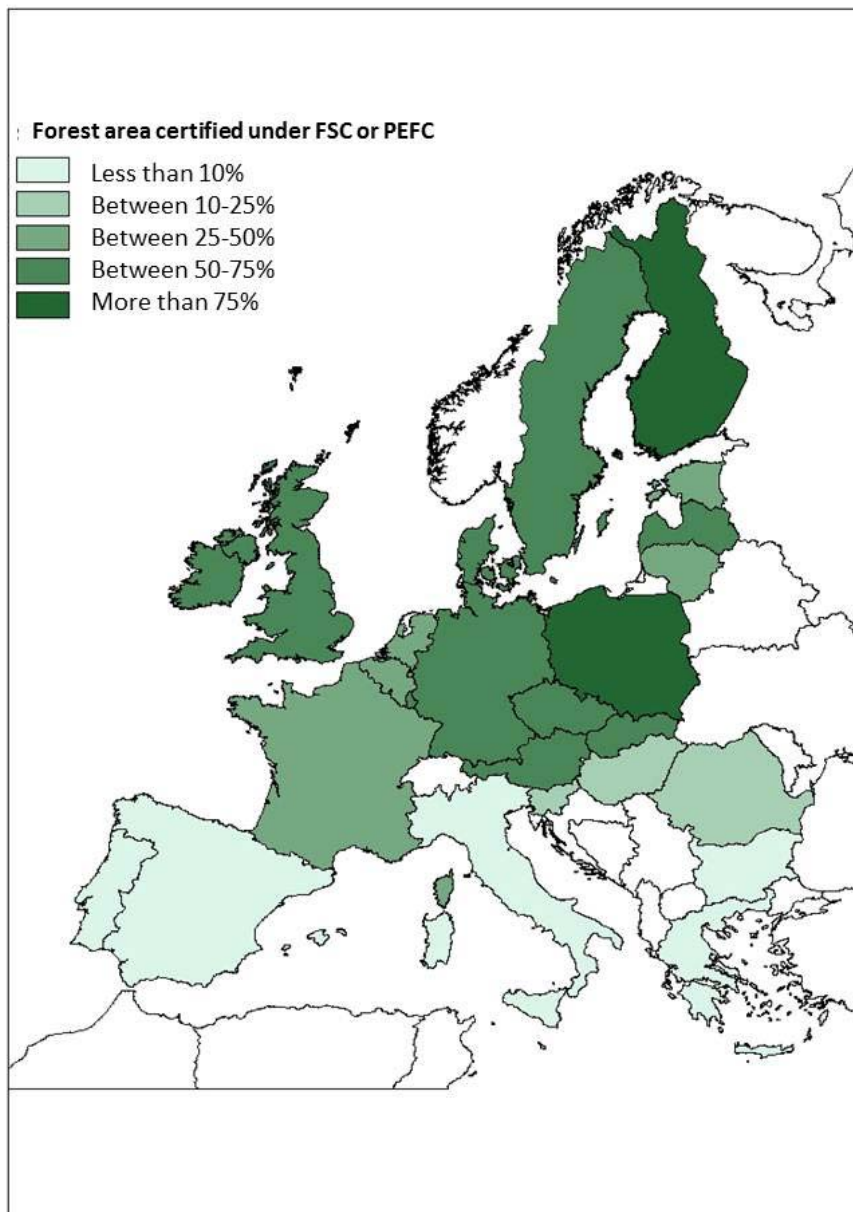 Forest area certified under FSC or PEFC
Less than 10%
Between 10-25%
Between 25-50%
Between 50-75%
More than 75%